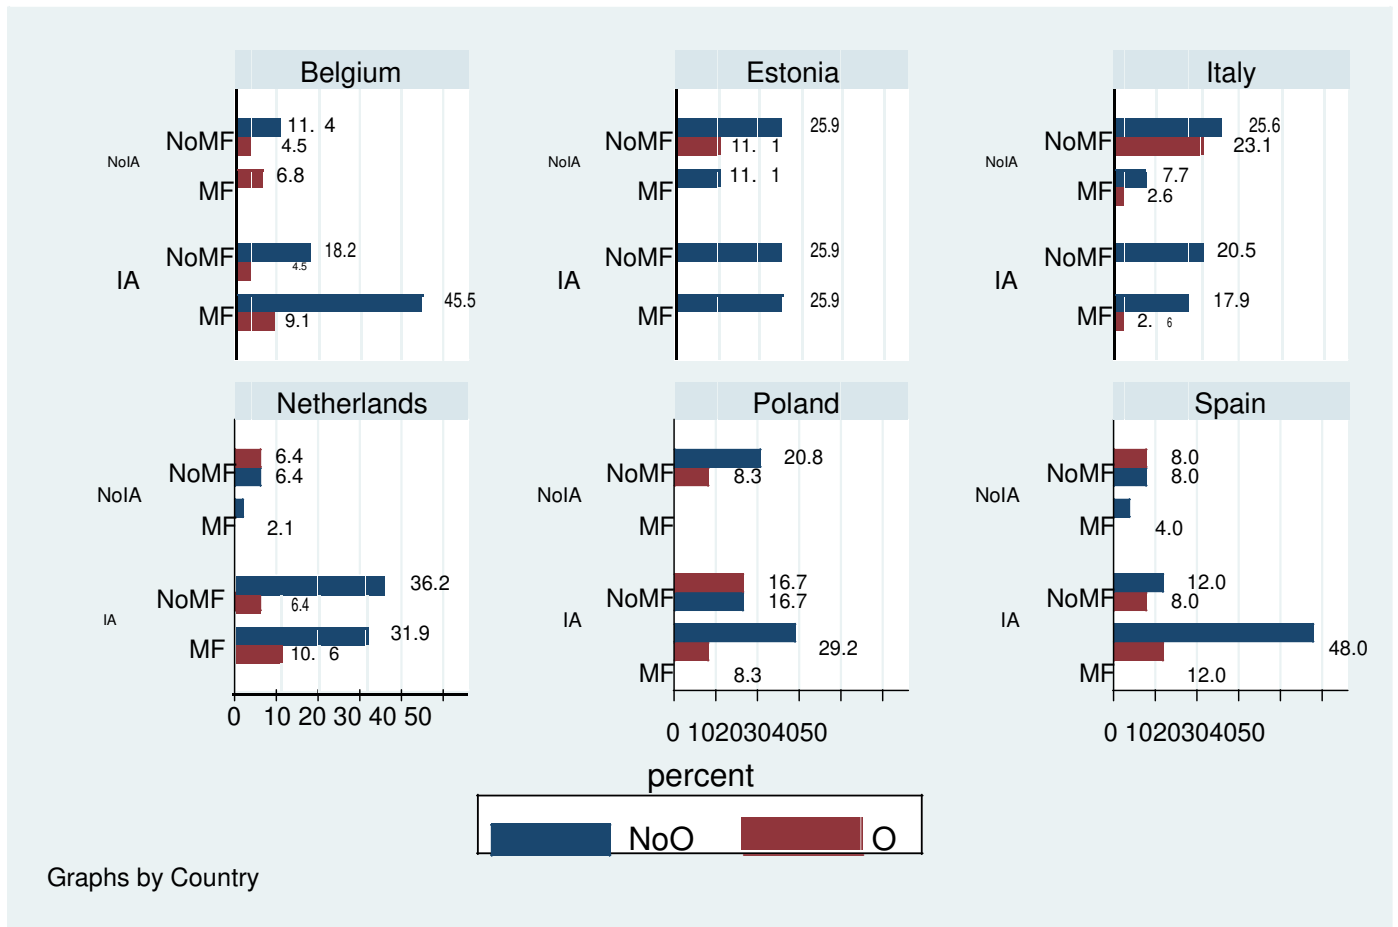 Belgium
NoIA
NoMF
11. 4
4.5
MF
6.8
IA
NoMF
18.2
4.5
MF
45.5
9.1
Estonia
NoIA
NoMF
25.9
11. 1
MF
11. 1
IA
NoMF
25.9
MF
25.9
Italy
NoIA
NoMF
25.6
23.1
MF
7.7
2.6
IA
NoMF
20.5
MF
17.9
2. 6
Netherlands
NoIA
NoMF
6.4
6.4
MF
2.1
IA
NoMF
36.2
6.4
MF
31.9
10. 6
0 10 20 30 40 50
Poland
NoIA
NoMF
20.8
8.3
MF
IA
NoMF
16.7
16.7
MF
29.2
8.3
0 1020304050
Spain
NoIA
NoMF
8.0
8.0
MF
4.0
IA
NoMF
12.0
8.0
MF
48.0
12.0
0 1020304050
percent
NoO O
Graphs by Country